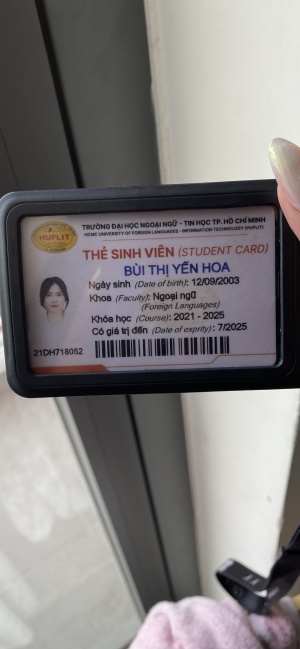 HUFLIT
TRƯỜNG ĐẠI HỌC NGOẠI NGỮ - TIN HỌC TP. HỒ CHÍ MINH
HCMC UNIVERSITY OF FOREIGN LANGUAGES - INFORMATION TECHNOLOGY (HUFLIT)
THẺ SINH VIÊN (STUDENT CARD)
BÙI THỊ YẾN HOA
Ngày sinh (Date of birth): 12/09/2003
Khoa (Faculty): Ngoại ngữ
(Foreign Languages)
Khóa học (Course): 2021 - 2025
Có giá trị đến (Date of exprity): 7/2025
21DH718052